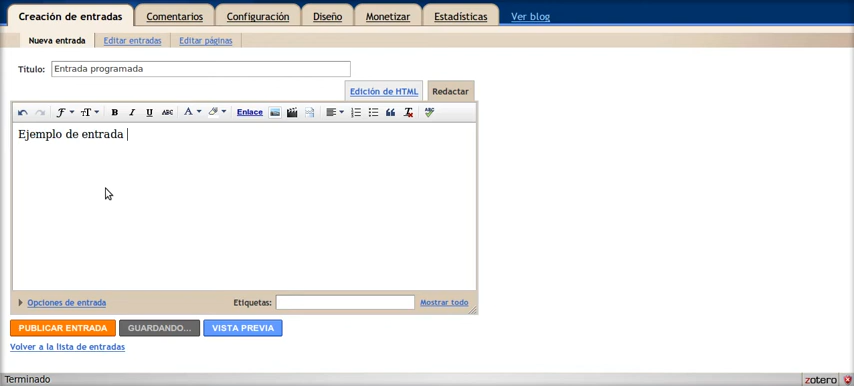 Creación de entradas Comentarios Configuración Diseño Monetizar Estadísticas Ver blog
Nueva entrada Editar entradas Editar páginas
Título: Entrada programada
Edición de HTML Redactar
B I U ABC A Enlace ABC
Ejemplo de entrada
Opciones de entrada Etiquetas: Mostrar todo
PUBLICAR ENTRADA GUARDANDO... VISTA PREVIA
Volver a la lista de entradas
Terminado zotero